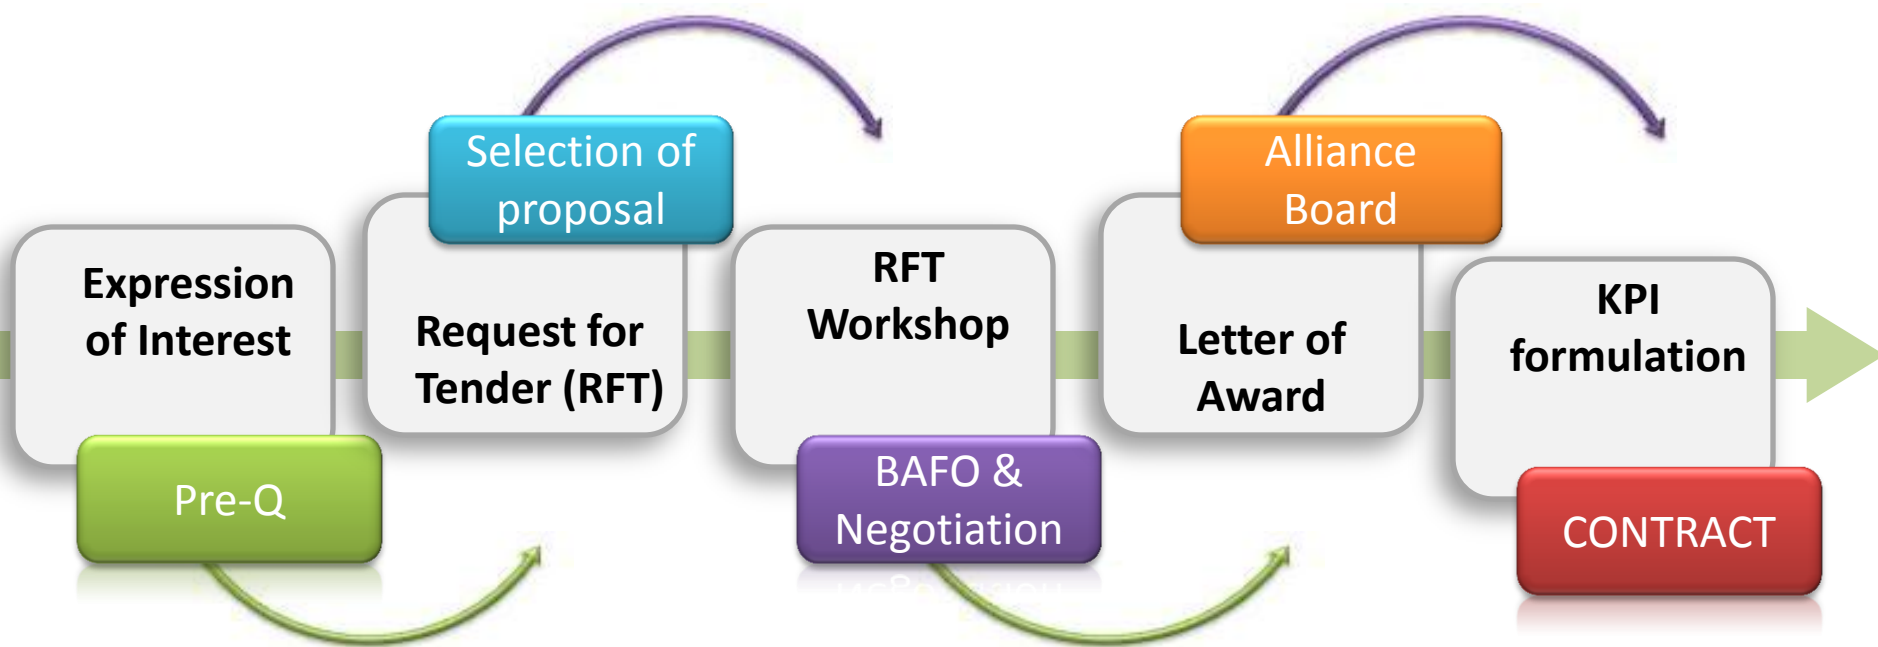 Expression
of Interest
Pre-Q
Selection of
proposal
Request for
Tender (RFT)
RFT
Workshop
BAFO &
Negotiation
Alliance
Board
Letter of
Award
KPI
formulation
CONTRACT